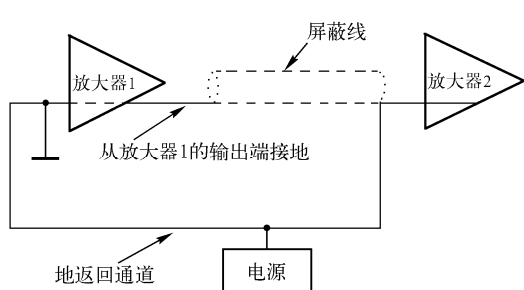 屏蔽线
放大器1
放大器2
从放大器1的输出端接地
地返回通道
电源